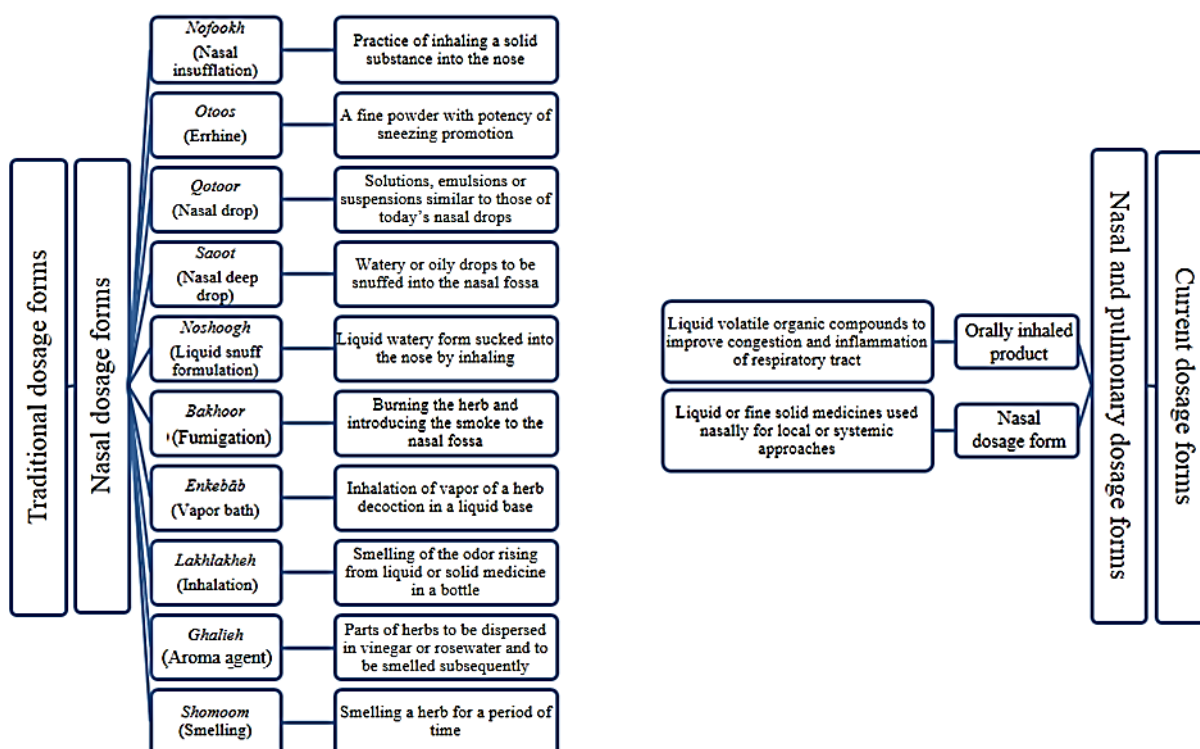 Traditional dosage forms
Nasal dosage forms
Nofookh
(Nasal
insufflation)
Practice of inhaling a solid
substance into the nose
Otoos
(Errhine)
A fine powder with potency of
sneezing promotion
Qotoor
(Nasal drop)
Solutions, emulsions or
suspensions similar to those of
today’s nasal drops
Saoot
(Nasal deep
drop)
Watery or oily drops to be
snuffed into the nasal fossa
Noshoogh
(Liquid snuff
formulation)
Liquid watery form sucked into
the nose by inhaling
Bakhoor
(Fumigation)
Burning the herb and
introducing the smoke to the
nasal fossa
Enkebāb
(Vapor bath)
Inhalation of vapor of a herb
decoction in a liquid base
Lakhlakheh
(Inhalation)
Smelling of the odor rising
from liquid or solid medicine
in a bottle
Ghalieh
(Aroma agent)
Parts of herbs to be dispersed
in vinegar or rosewater and to
be smelled subsequently
Shomoom
(Smelling)
Smelling a herb for a period of
time
Liquid volatile organic compounds to
improve congestion and inflammation
of respiratory tract
Orally inhaled
product
Liquid or fine solid medicines used
nasally for local or systemic
approaches
Nasal
dosage form
Nasal and pulmonary dosage forms
Current dosage forms